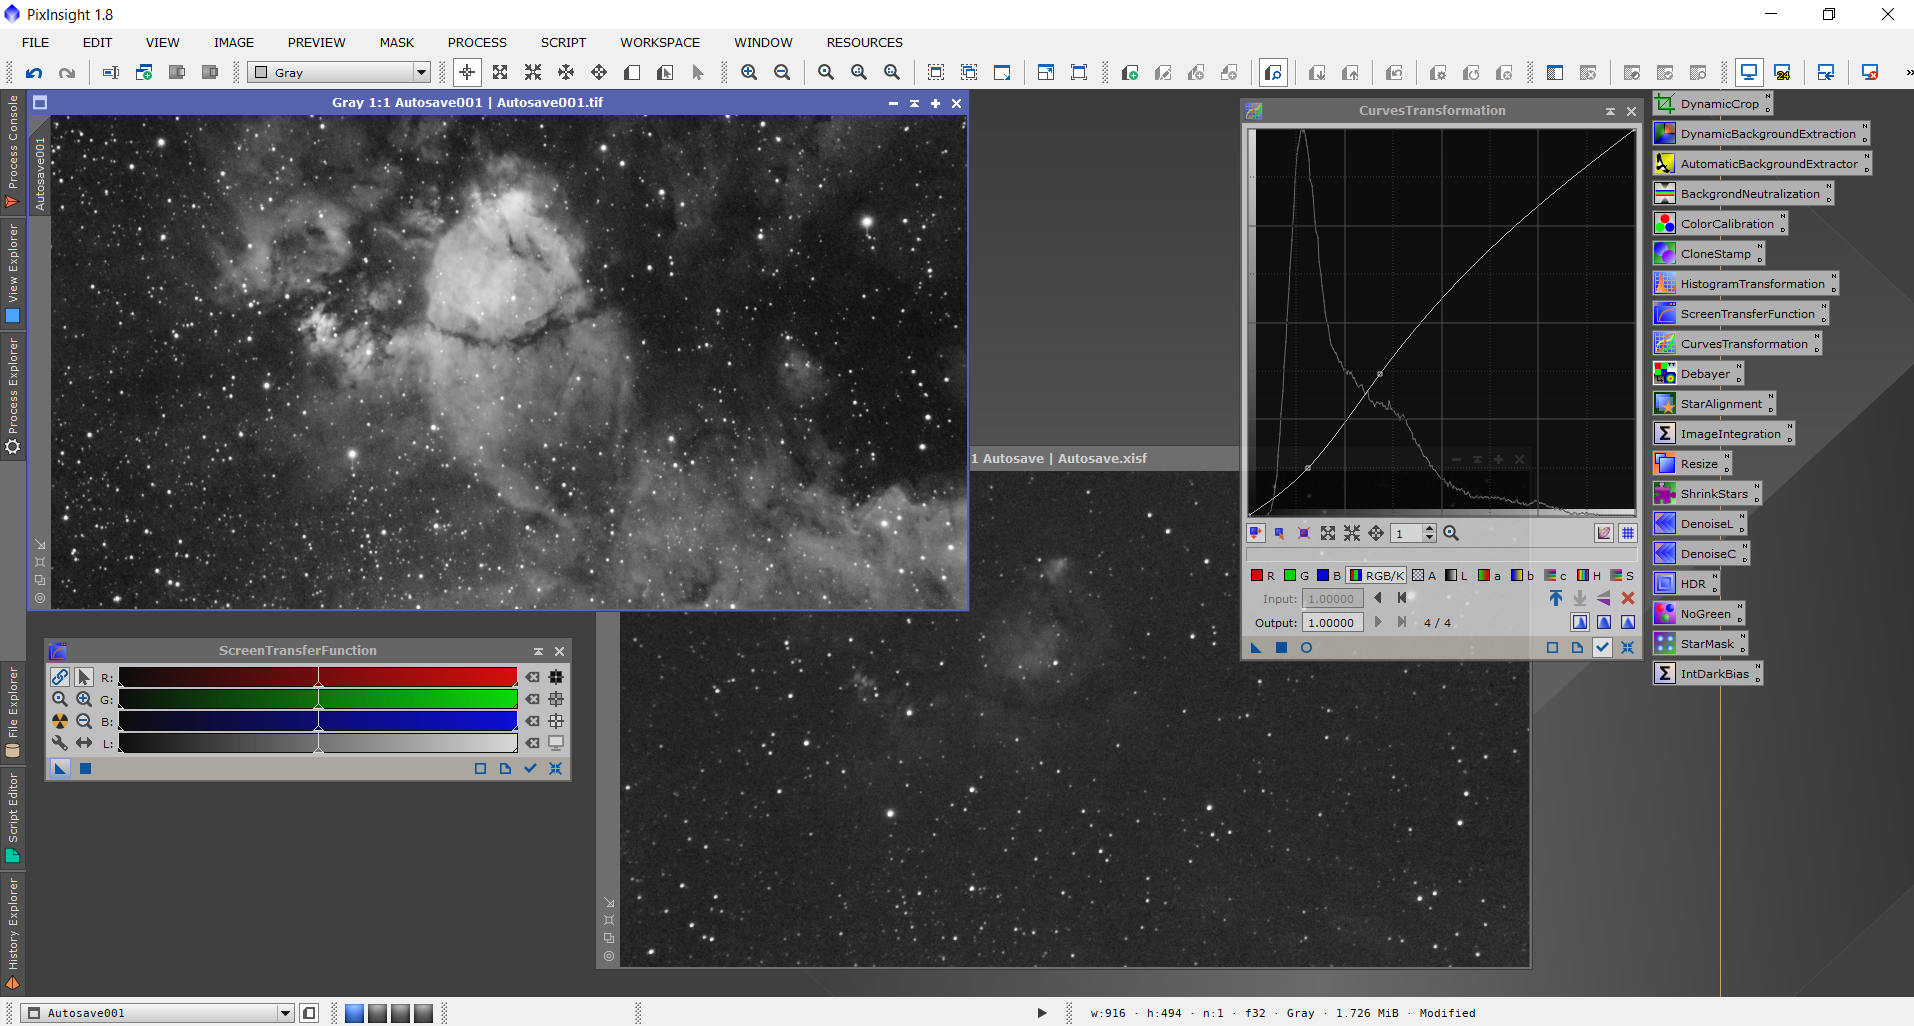 PixInsight 1.8
FILE EDIT VIEW IMAGE PREVIEW MASK PROCESS SCRIPT WORKSPACE WINDOW RESOURCES
Gray
24
»
Process Console
View Explorer
Process Explorer
File Explorer
Script Editor
History Explorer
Gray 1:1 Autosave001 | Autosave001.tif
Autosave001
1 Autosave | Autosave.xisf
ScreenTransferFunction
R:
G:
B:
L:
CurvesTransformation
1
R G B RGB/K A L a b c H S
Input: 1.00000
Output: 1.00000 4 / 4
DynamicCrop N D
DynamicBackgroundExtraction N D
AutomaticBackgroundExtractor N D
BackgrondNeutralization N D
ColorCalibration N D
CloneStamp N D
HistogramTransformation N D
ScreenTransferFunction N D
CurvesTransformation N D
Debayer N D
StarAlignment N D
Σ ImageIntegration N D
Resize N D
ShrinkStars N D
DenoiseL N D
DenoiseC N D
HDR N D
NoGreen N D
StarMask N D
Σ IntDarkBias N D
Autosave001
w:916 · h:494 · n:1 · f32 · Gray · 1.726 MiB · Modified